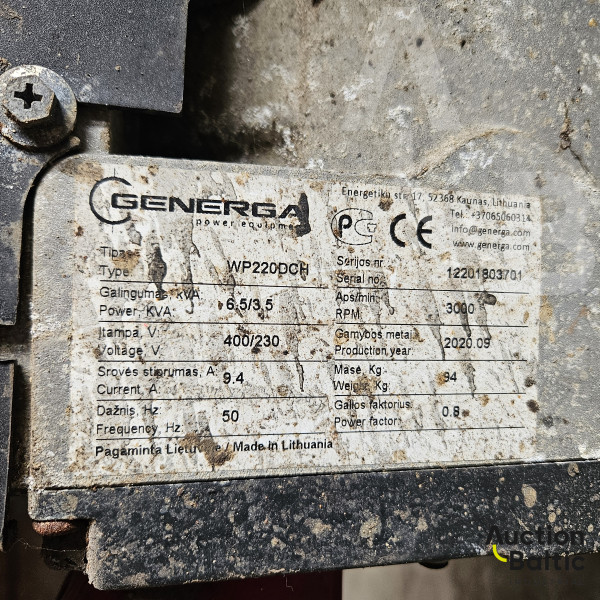 GENERGA
power equipme
Energetikų str. 17, 52368 Kaunas, Lithuania
Tel.: +37065060314
info@generga.com
www.generga.com
PC CE
Tipas
Type WP220DCH
Serijos nr.
Serial no. 12201803701
Galingumas, kVA:
Power, KVA: 6.5/3.5
Aps/min.
RPM: 3000
Įtampa, V:
Voltage, V: 400/230
Gamybos metai:
Production year: 2020.09
Srovės stiprumas, A:
Current, A: 9.4
Masė, Kg:
Weight, Kg: 94
Dažnis, Hz:
Frequency, Hz: 50
Galios faktorius:
Power factor: 0.8
Pagaminta Lietuvoje / Made in Lithuania
Auction
Baltic